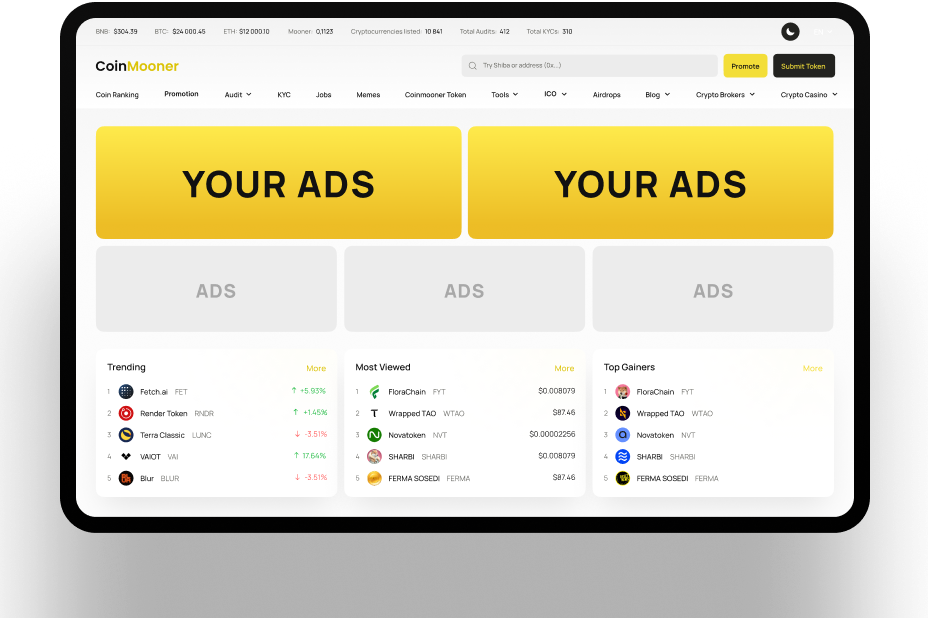 BNB: $304.39 BTC: $24 000.45 ETH: $12 000.10 Mooner: 0,1123 Cryptocurrencies listed: 10 841 Total Audits: 412 Total KYCs: 310
CoinMooner Try Shiba or address (0x...) Promote Submit Token
Coin Ranking Promotion Audit KYC Jobs Memes Coinmooner Token Tools ICO Airdrops Blog Crypto Brokers Crypto Casino
YOUR ADS YOUR ADS
ADS ADS ADS
Trending More
1 Fetch.ai FET ↑ +5.93%
2 Render Token RNDR ↑ +1.45%
3 Terra Classic LUNC ↓ -3.51%
4 VAIOT VAI ↑ 17.64%
5 Blur BLUR ↓ -3.51%
Most Viewed More
1 FloraChain FYT $0.008079
2 Wrapped TAO WTAO $87.46
3 Novatoken NVT $0.00002256
4 SHARBI SHARBI $0.008079
5 FERMA SOSEDI FERMA $87.46
Top Gainers More
1 FloraChain FYT
2 Wrapped TAO WTAO
3 Novatoken NVT
4 SHARBI SHARBI
5 FERMA SOSEDI FERMA